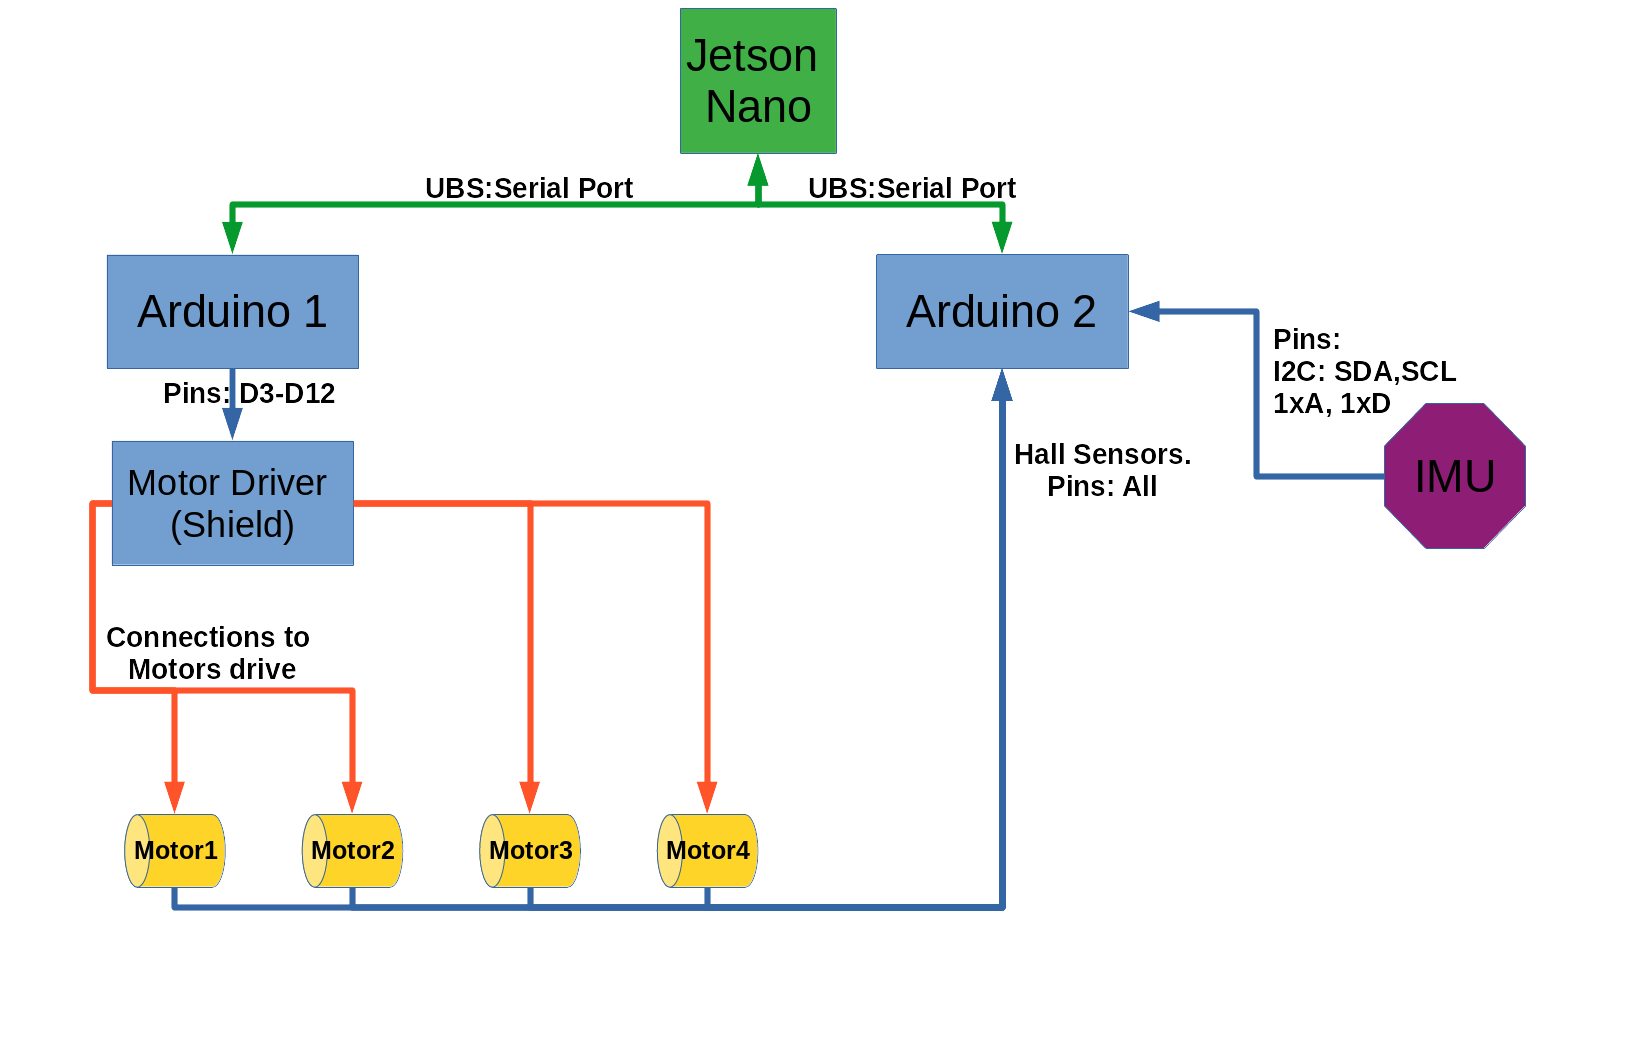 Jetson
Nano
UBS:Serial Port
UBS:Serial Port
Arduino 1
Arduino 2
Pins: D3-D12
Pins:
I2C: SDA,SCL
1xA, 1xD
Motor Driver
(Shield)
Hall Sensors.
Pins: All
IMU
Connections to
Motors drive
Motor1
Motor2
Motor3
Motor4